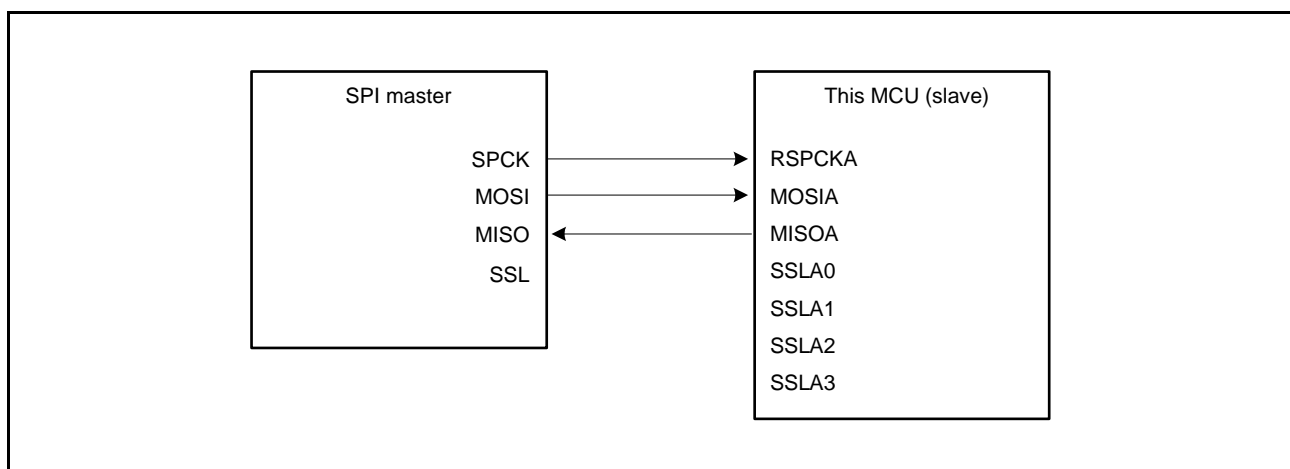 SPI master
This MCU (slave)
SPCK
RSPCKA
MOSI
MOSIA
MISO
MISOA
SSL
SSLA0
SSLA1
SSLA2
SSLA3